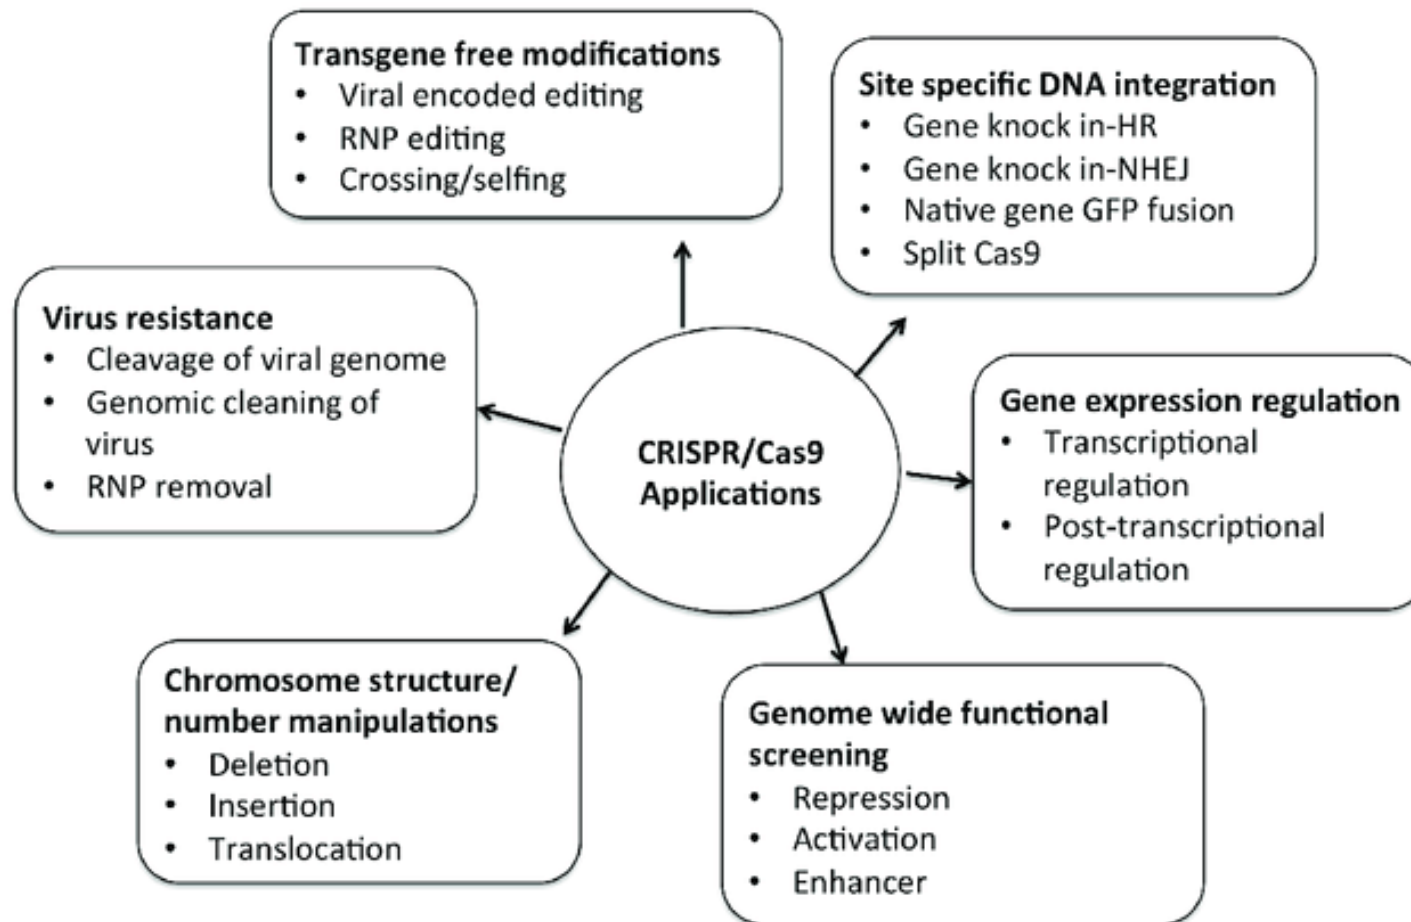 Transgene free modifications
• Viral encoded editing
• RNP editing
• Crossing/selfing
Site specific DNA integration
• Gene knock in-HR
• Gene knock in-NHEJ
• Native gene GFP fusion
• Split Cas9
Virus resistance
• Cleavage of viral genome
• Genomic cleaning of
virus
• RNP removal
CRISPR/Cas9
Applications
Gene expression regulation
• Transcriptional
regulation
• Post-transcriptional
regulation
Chromosome structure/
number manipulations
• Deletion
• Insertion
• Translocation
Genome wide functional
screening
• Repression
• Activation
• Enhancer